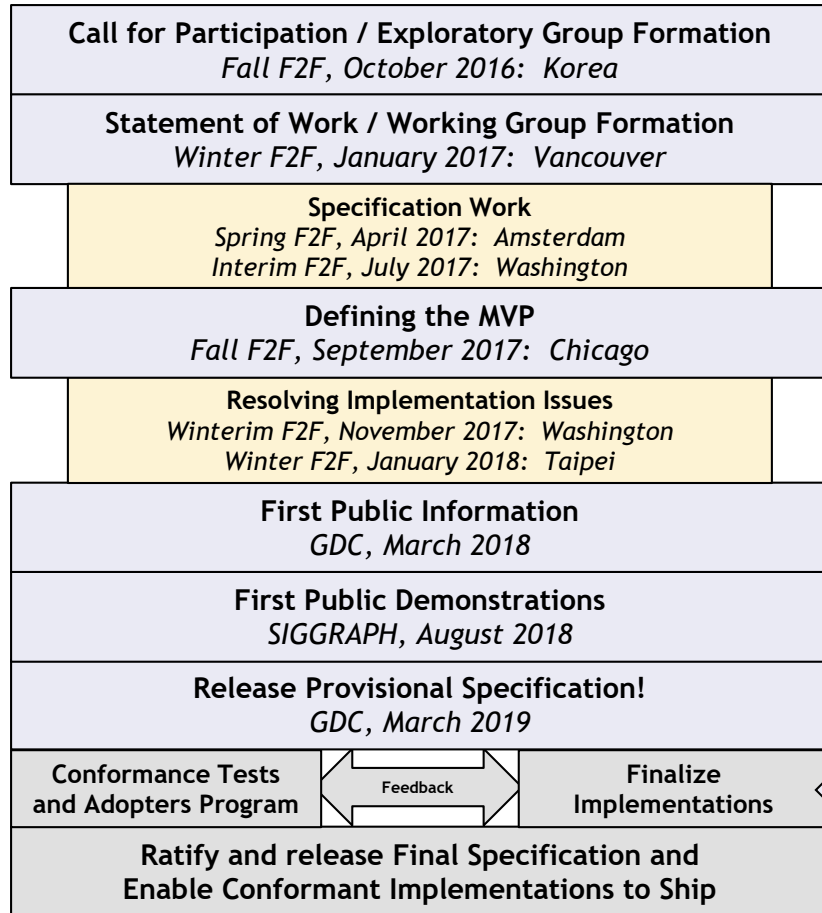 Call for Participation / Exploratory Group Formation
Fall F2F, October 2016:  Korea
Statement of Work / Working Group Formation
Winter F2F, January 2017:  Vancouver
Specification Work
Spring F2F, April 2017:  Amsterdam
Interim F2F, July 2017:  Washington
Defining the MVP
Fall F2F, September 2017:  Chicago
Resolving Implementation Issues
Winterim F2F, November 2017:  Washington
Winter F2F, January 2018:  Taipei
First Public Information
GDC, March 2018
First Public Demonstrations
SIGGRAPH, August 2018
Release Provisional Specification!
GDC, March 2019
Conformance Tests
and Adopters Program
Feedback
Finalize
Implementations
Ratify and release Final Specification and
Enable Conformant Implementations to Ship